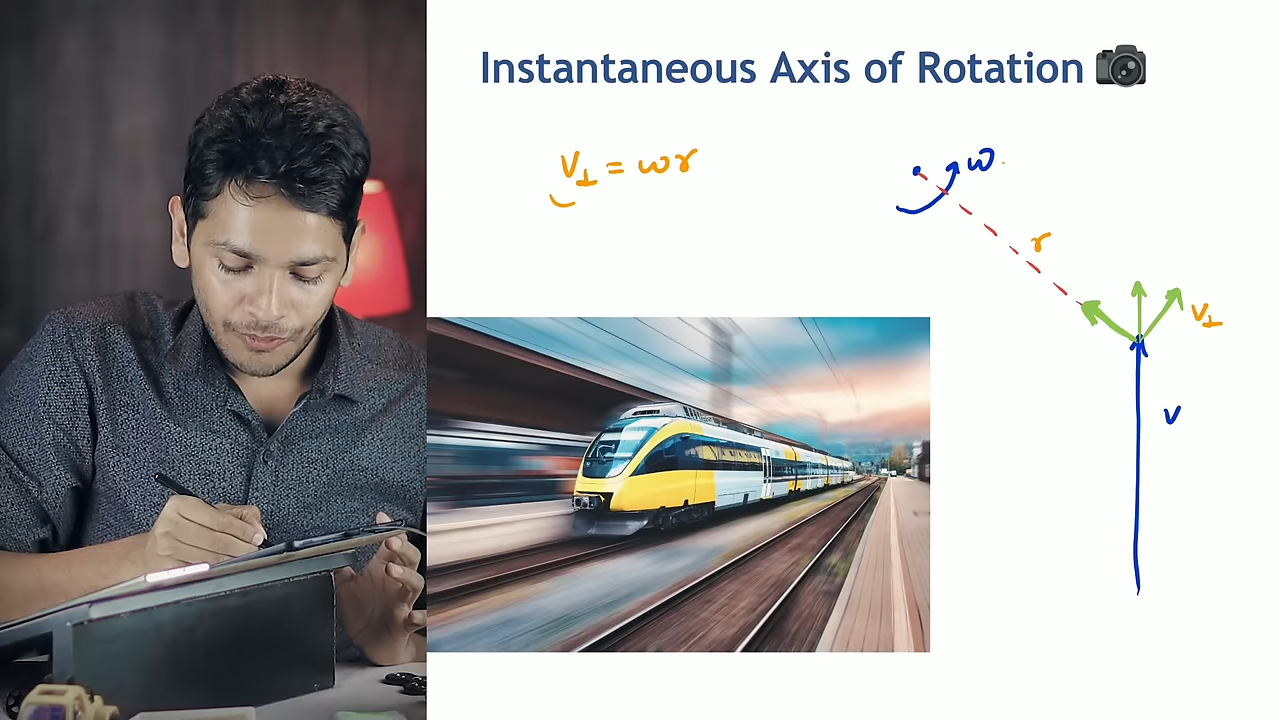 Instantaneous Axis of Rotation
V⊥ = ωr
ω
r
V⊥
v